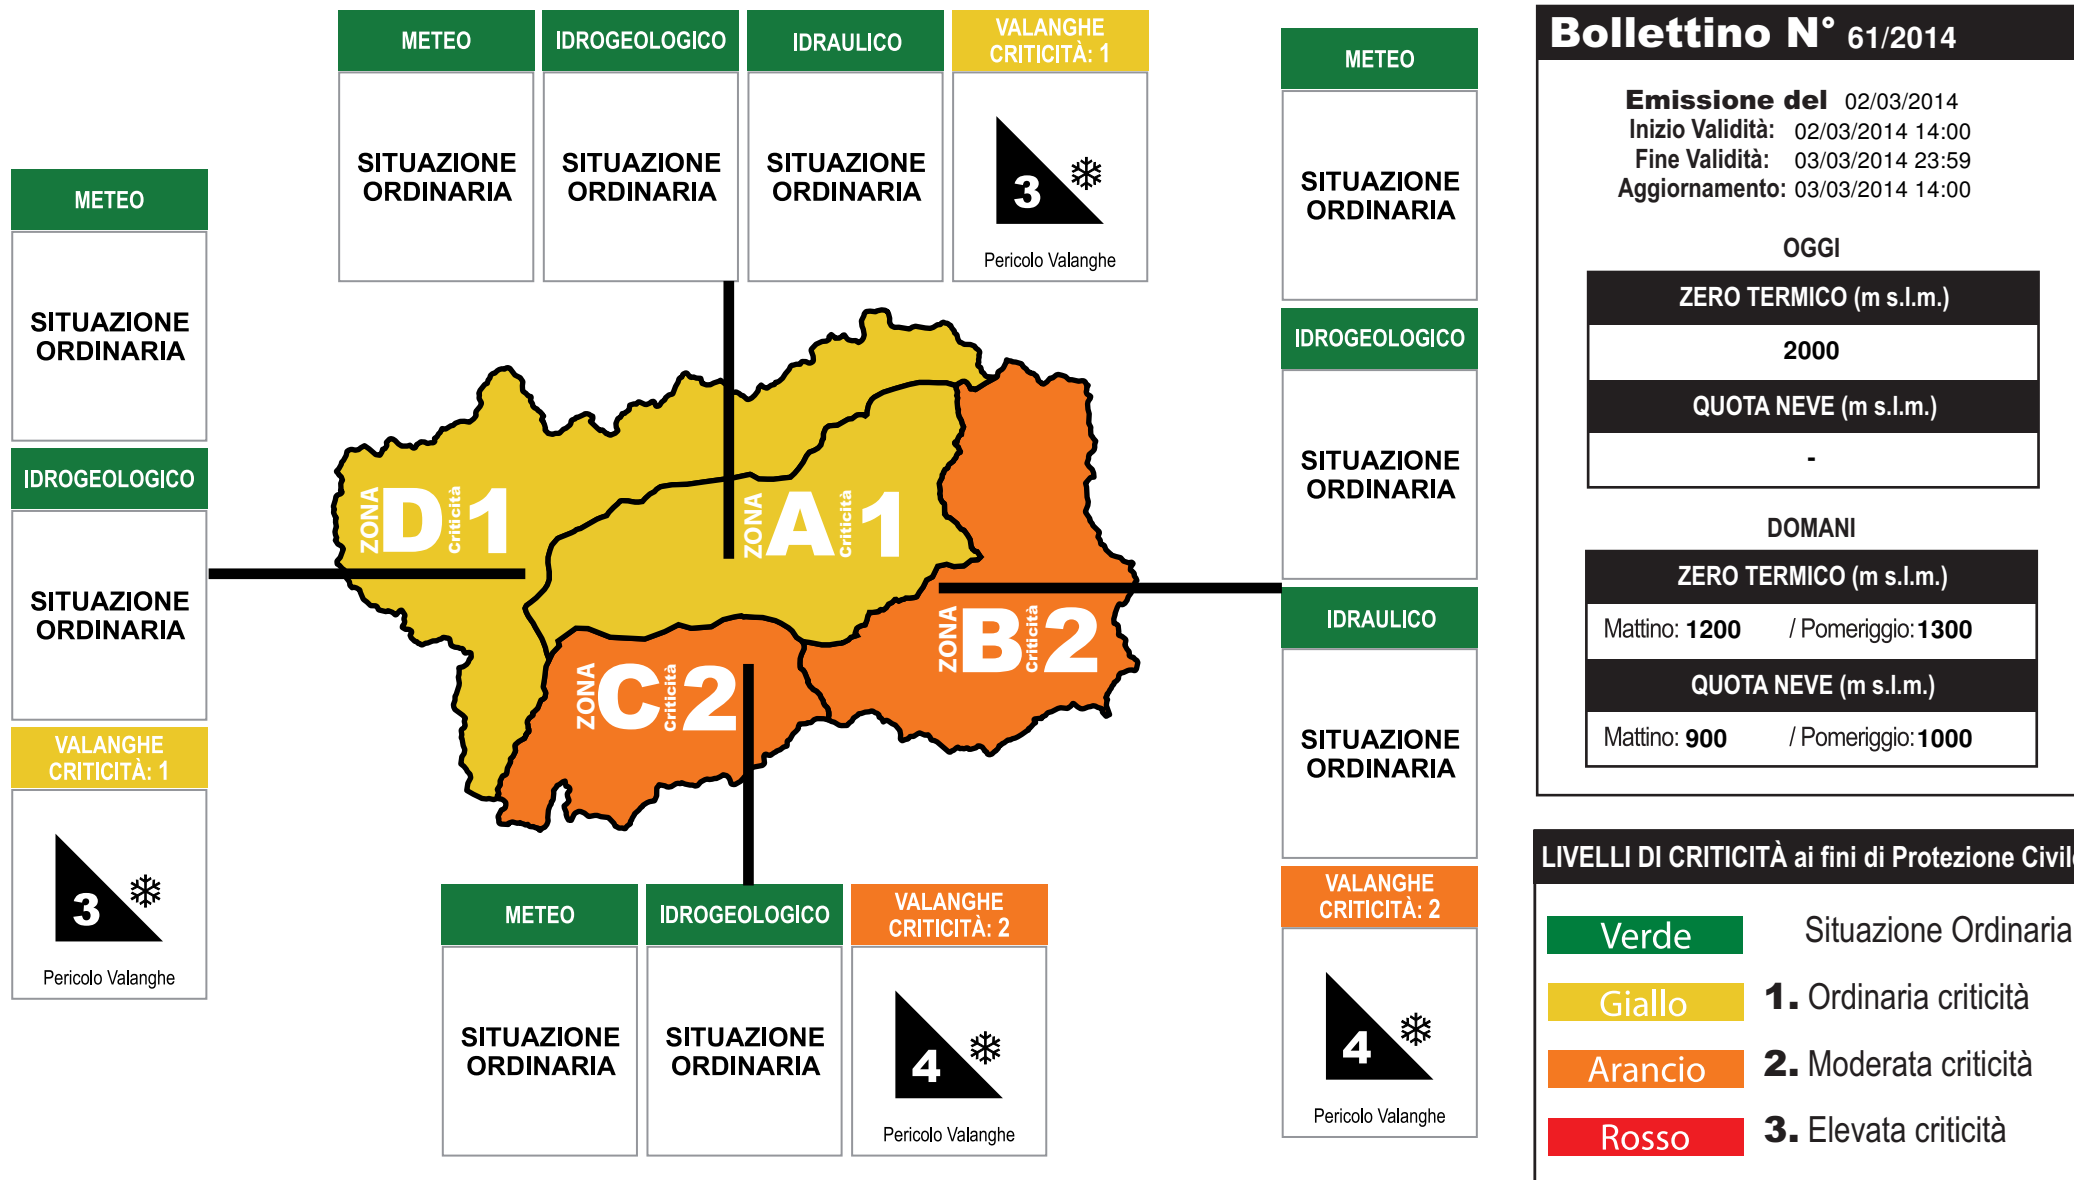 METEO
IDROGEOLOGICO
IDRAULICO
VALANGHE
CRITICITÀ: 1
SITUAZIONE
ORDINARIA
SITUAZIONE
ORDINARIA
SITUAZIONE
ORDINARIA
3
Pericolo Valanghe
METEO
SITUAZIONE
ORDINARIA
IDROGEOLOGICO
SITUAZIONE
ORDINARIA
VALANGHE
CRITICITÀ: 1
3
Pericolo Valanghe
ZONA D Criticità 1
ZONA A Criticità 1
ZONA B Criticità 2
ZONA C Criticità 2
METEO
IDROGEOLOGICO
VALANGHE
CRITICITÀ: 2
SITUAZIONE
ORDINARIA
SITUAZIONE
ORDINARIA
4
Pericolo Valanghe
METEO
SITUAZIONE
ORDINARIA
IDROGEOLOGICO
SITUAZIONE
ORDINARIA
IDRAULICO
SITUAZIONE
ORDINARIA
VALANGHE
CRITICITÀ: 2
4
Pericolo Valanghe
Bollettino N° 61/2014
Emissione del 02/03/2014
Inizio Validità: 02/03/2014 14:00
Fine Validità: 03/03/2014 23:59
Aggiornamento: 03/03/2014 14:00
OGGI
ZERO TERMICO (m s.l.m.)
2000
QUOTA NEVE (m s.l.m.)
-
DOMANI
ZERO TERMICO (m s.l.m.)
Mattino: 1200 / Pomeriggio: 1300
QUOTA NEVE (m s.l.m.)
Mattino: 900 / Pomeriggio: 1000
LIVELLI DI CRITICITÀ ai fini di Protezione Civile
Verde Situazione Ordinaria
Giallo 1. Ordinaria criticità
Arancio 2. Moderata criticità
Rosso 3. Elevata criticità